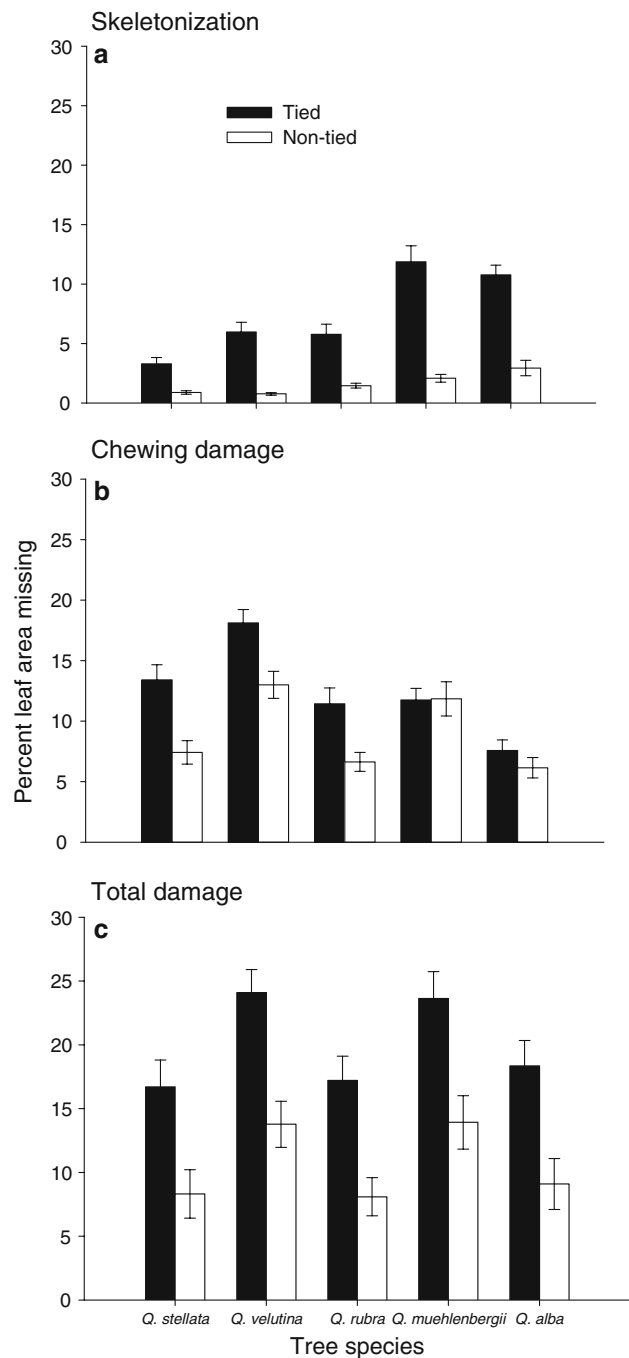 Skeletonization
a
30
25
20
15
10
5
0
Tied
Non-tied
Chewing damage
b
30
25
20
15
10
5
0
Percent leaf area missing
Total damage
c
30
25
20
15
10
5
0
Q. stellata Q. velutina Q. rubra Q. muehlenbergii Q. alba
Tree species